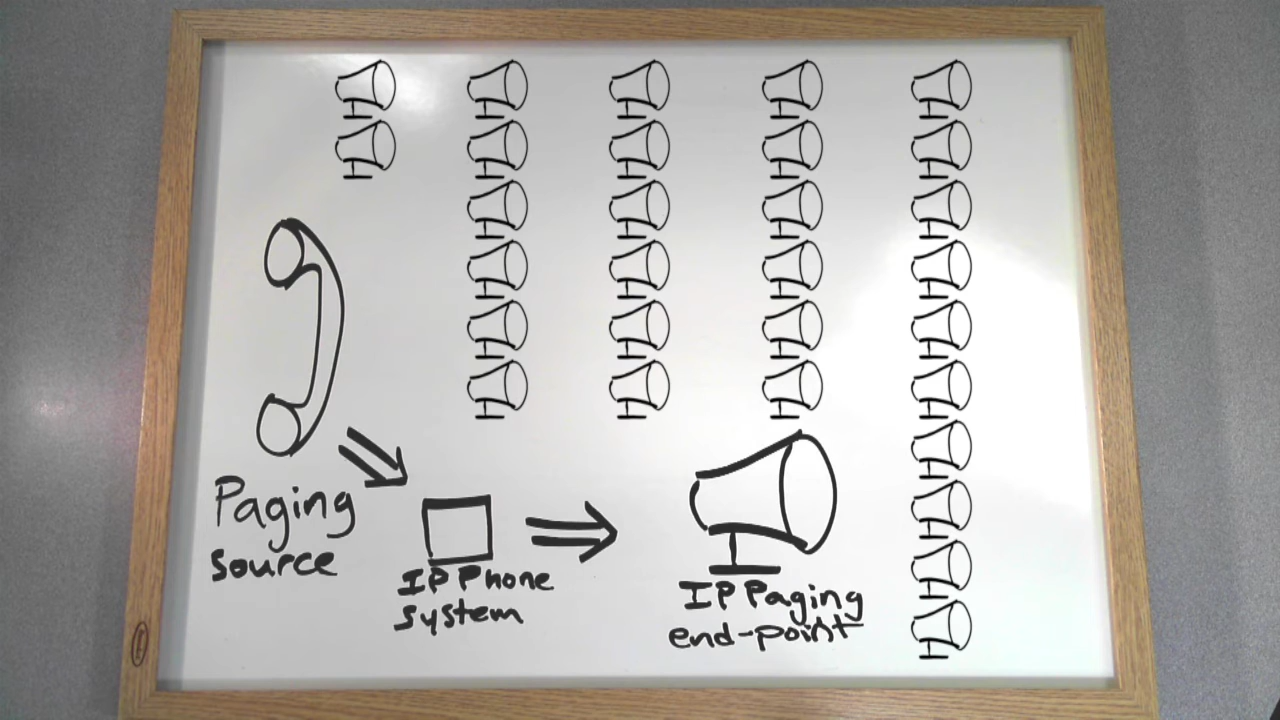 Paging
source
IP Phone
system
IP Paging
end-point